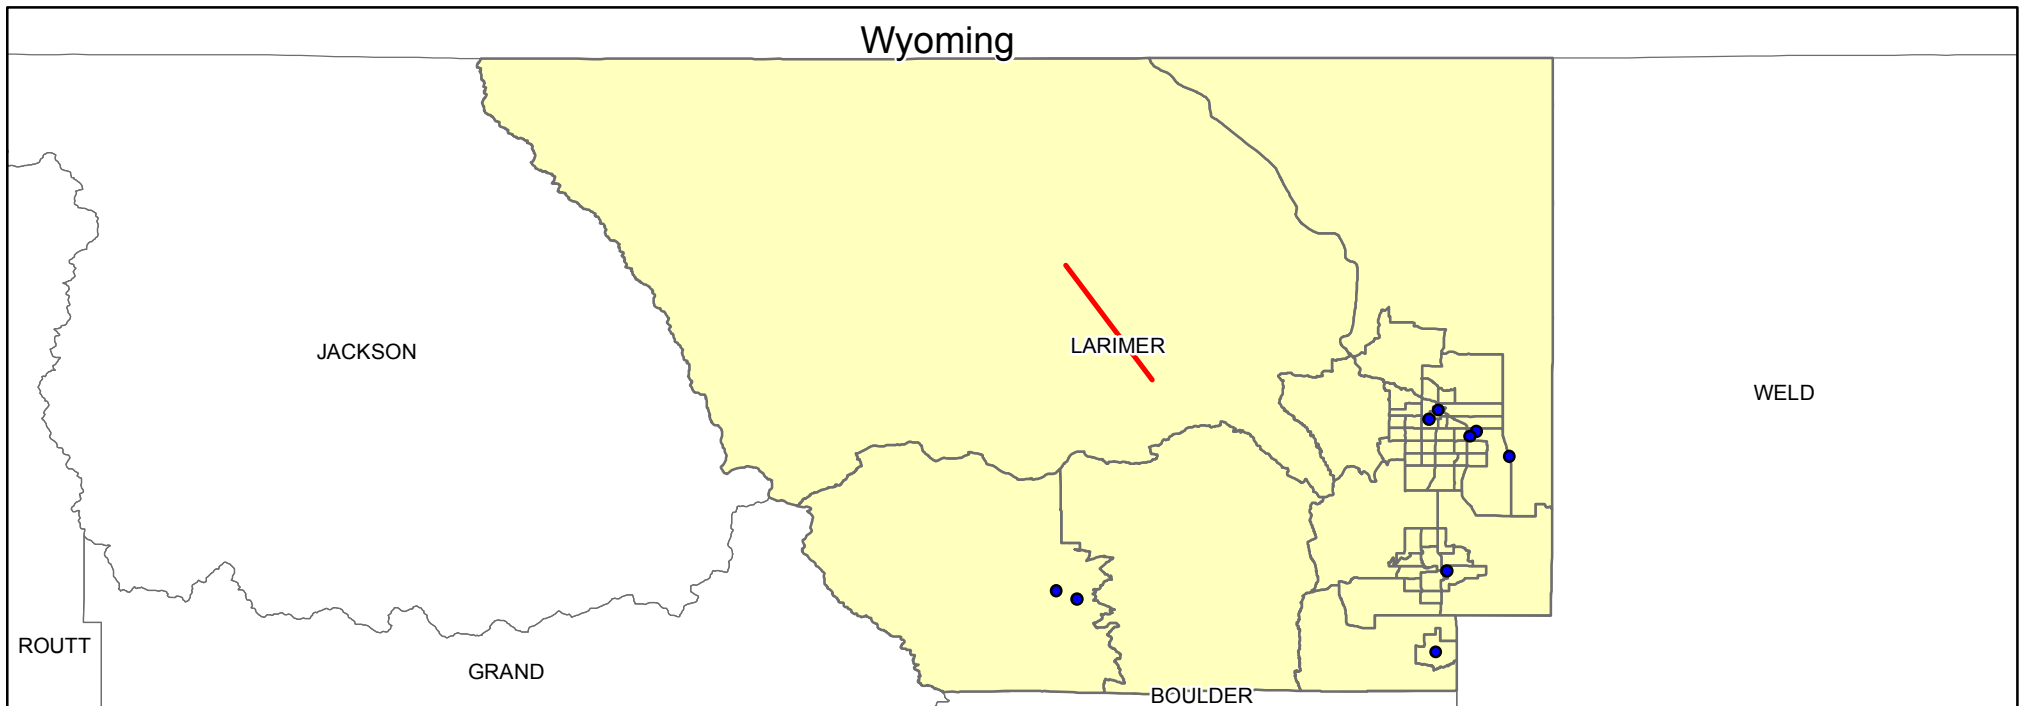 Wyoming
JACKSON
LARIMER
WELD
ROUTT
GRAND
BOULDER